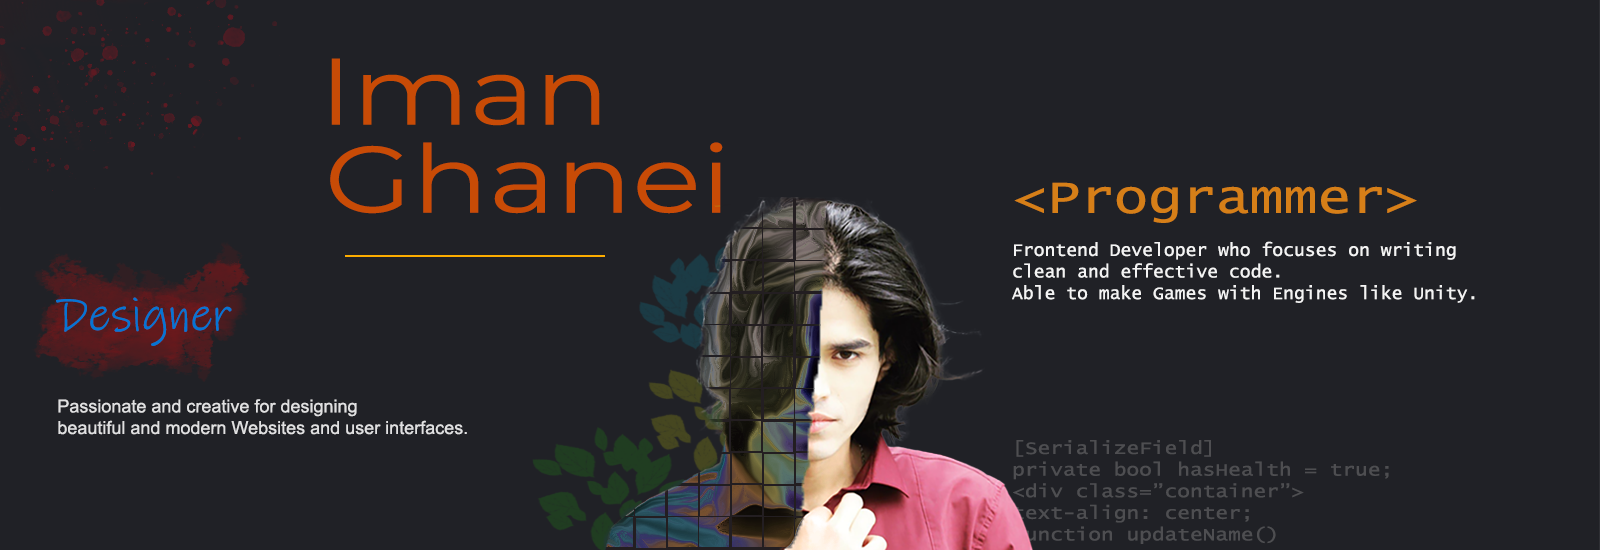 Iman
Ghanei
Designer
Passionate and creative for designing
beautiful and modern Websites and user interfaces.
<Programmer>
Frontend Developer who focuses on writing
clean and effective code.
Able to make Games with Engines like Unity.
[SerializeField]
private bool hasHealth = true;
<div class="container">
text-align: center;
function updateName()